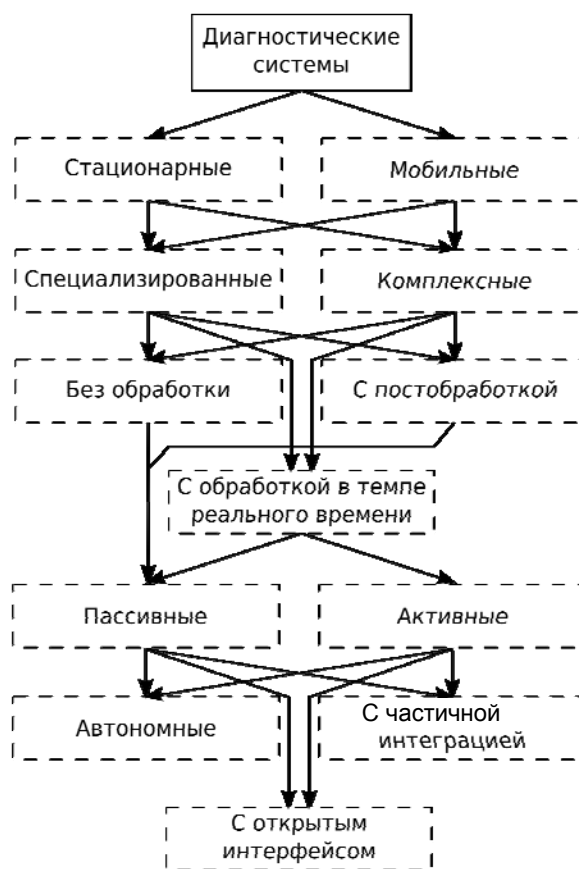 Диагностические
системы
Стационарные
Мобильные
Специализированные
Комплексные
Без обработки
С постобработкой
С обработкой в темпе
реального времени
Пассивные
Активные
Автономные
С частичной
интеграцией
С открытым
интерфейсом